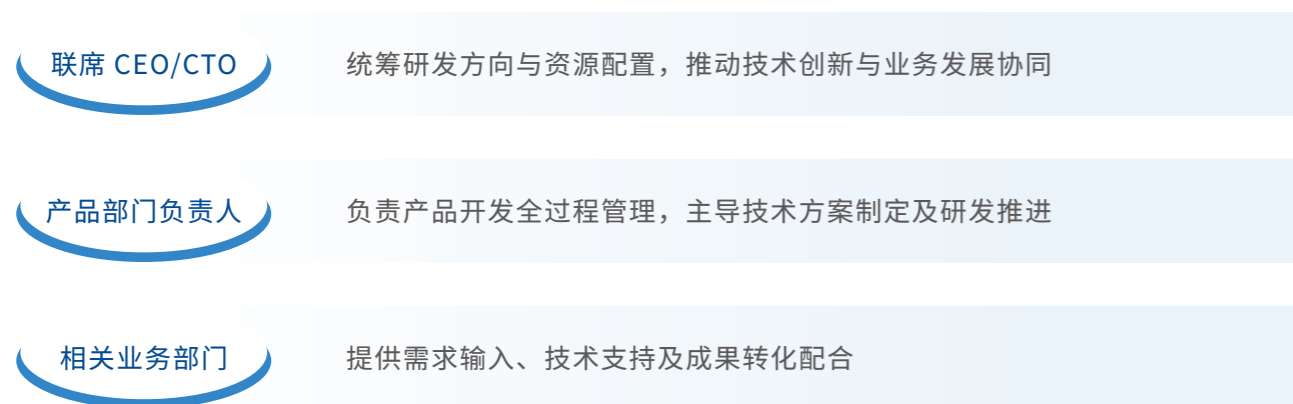 联席 CEO/CTO
统筹研发方向与资源配置，推动技术创新与业务发展协同
产品部门负责人
负责产品开发全过程管理，主导技术方案制定及研发推进
相关业务部门
提供需求输入、技术支持及成果转化配合